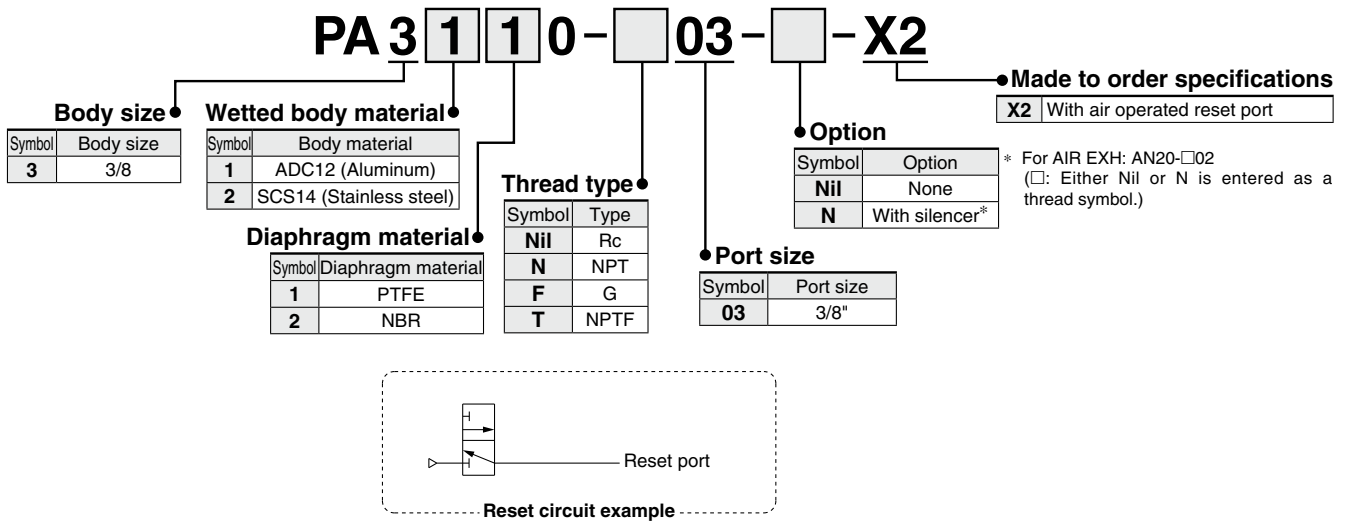 PA 3 1 1 0 - □ 03 - □ - X2
Body size
Symbol Body size
3 3/8
Wetted body material
Symbol Body material
1 ADC12 (Aluminum)
2 SCS14 (Stainless steel)
Diaphragm material
Symbol Diaphragm material
1 PTFE
2 NBR
Thread type
Symbol Type
Nil Rc
N NPT
F G
T NPTF
Port size
Symbol Port size
03 3/8"
Option
Symbol Option
Nil None
N With silencer*
Made to order specifications
X2 With air operated reset port
* For AIR EXH: AN20-□02
(□: Either Nil or N is entered as a
thread symbol.)
Reset port
Reset circuit example